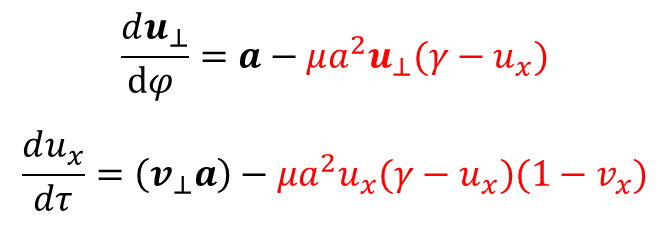 d𝒖⊥/dφ = 𝒂 − μa²𝒖⊥(γ − uₓ)
duₓ/dτ = (𝒗⊥𝒂) − μa²uₓ(γ − uₓ)(1 − vₓ)